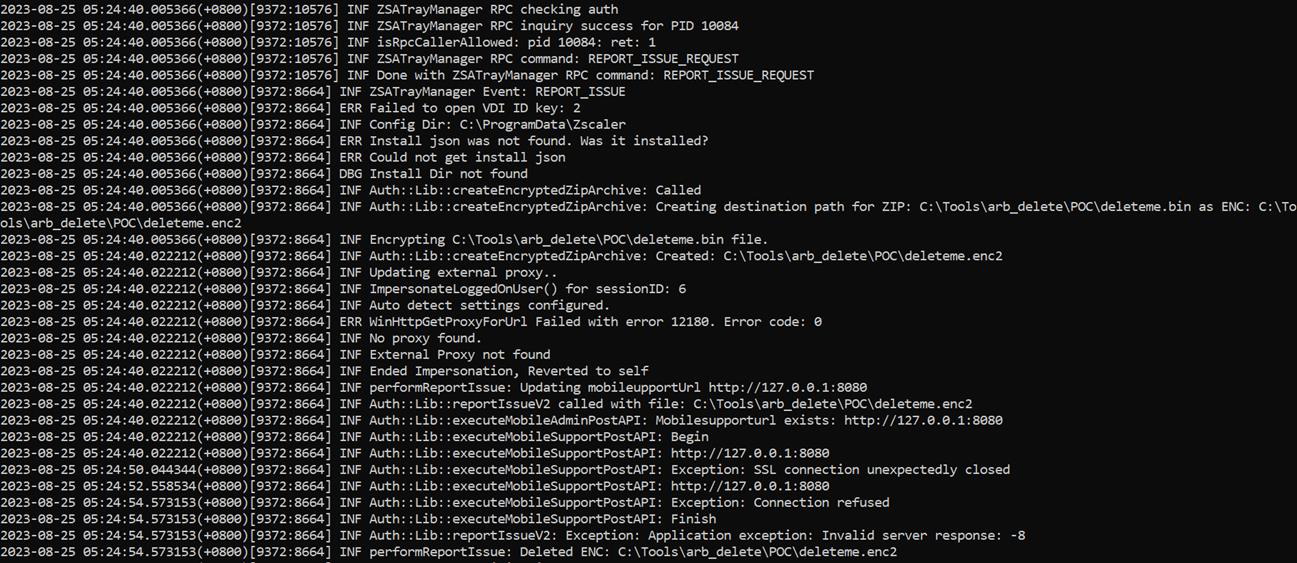 2023-08-25 05:24:40.005366(+0800)[9372:10576] INF ZSATrayManager RPC checking auth
2023-08-25 05:24:40.005366(+0800)[9372:10576] INF ZSATrayManager RPC inquiry success for PID 10084
2023-08-25 05:24:40.005366(+0800)[9372:10576] INF isRpcCallerAllowed: pid 10084: ret: 1
2023-08-25 05:24:40.005366(+0800)[9372:10576] INF ZSATrayManager RPC command: REPORT_ISSUE_REQUEST
2023-08-25 05:24:40.005366(+0800)[9372:10576] INF Done with ZSATrayManager RPC command: REPORT_ISSUE_REQUEST
2023-08-25 05:24:40.005366(+0800)[9372:8664] INF ZSATrayManager Event: REPORT_ISSUE
2023-08-25 05:24:40.005366(+0800)[9372:8664] ERR Failed to open VDI ID key: 2
2023-08-25 05:24:40.005366(+0800)[9372:8664] INF Config Dir: C:\ProgramData\Zscaler
2023-08-25 05:24:40.005366(+0800)[9372:8664] ERR Install json was not found. Was it installed?
2023-08-25 05:24:40.005366(+0800)[9372:8664] ERR Could not get install json
2023-08-25 05:24:40.005366(+0800)[9372:8664] DBG Install Dir not found
2023-08-25 05:24:40.005366(+0800)[9372:8664] INF Auth::Lib::createEncryptedZipArchive: Called
2023-08-25 05:24:40.005366(+0800)[9372:8664] INF Auth::Lib::createEncryptedZipArchive: Creating destination path for ZIP: C:\Tools\arb_delete\POC\deleteme.bin as ENC: C:\To
ols\arb_delete\POC\deleteme.enc2
2023-08-25 05:24:40.005366(+0800)[9372:8664] INF Encrypting C:\Tools\arb_delete\POC\deleteme.bin file.
2023-08-25 05:24:40.022212(+0800)[9372:8664] INF Auth::Lib::createEncryptedZipArchive: Created: C:\Tools\arb_delete\POC\deleteme.enc2
2023-08-25 05:24:40.022212(+0800)[9372:8664] INF Updating external proxy..
2023-08-25 05:24:40.022212(+0800)[9372:8664] INF ImpersonateLoggedOnUser() for sessionID: 6
2023-08-25 05:24:40.022212(+0800)[9372:8664] INF Auto detect settings configured.
2023-08-25 05:24:40.022212(+0800)[9372:8664] ERR WinHttpGetProxyForUrl Failed with error 12180. Error code: 0
2023-08-25 05:24:40.022212(+0800)[9372:8664] INF No proxy found.
2023-08-25 05:24:40.022212(+0800)[9372:8664] INF External Proxy not found
2023-08-25 05:24:40.022212(+0800)[9372:8664] INF Ended Impersonation, Reverted to self
2023-08-25 05:24:40.022212(+0800)[9372:8664] INF performReportIssue: Updating mobileupportUrl http://127.0.0.1:8080
2023-08-25 05:24:40.022212(+0800)[9372:8664] INF Auth::Lib::reportIssueV2 called with file: C:\Tools\arb_delete\POC\deleteme.enc2
2023-08-25 05:24:40.022212(+0800)[9372:8664] INF Auth::Lib::executeMobileAdminPostAPI: Mobilesupporturl exists: http://127.0.0.1:8080
2023-08-25 05:24:40.022212(+0800)[9372:8664] INF Auth::Lib::executeMobileSupportPostAPI: Begin
2023-08-25 05:24:40.022212(+0800)[9372:8664] INF Auth::Lib::executeMobileSupportPostAPI: http://127.0.0.1:8080
2023-08-25 05:24:50.044344(+0800)[9372:8664] INF Auth::Lib::executeMobileSupportPostAPI: Exception: SSL connection unexpectedly closed
2023-08-25 05:24:52.558534(+0800)[9372:8664] INF Auth::Lib::executeMobileSupportPostAPI: http://127.0.0.1:8080
2023-08-25 05:24:54.573153(+0800)[9372:8664] INF Auth::Lib::executeMobileSupportPostAPI: Exception: Connection refused
2023-08-25 05:24:54.573153(+0800)[9372:8664] INF Auth::Lib::executeMobileSupportPostAPI: Finish
2023-08-25 05:24:54.573153(+0800)[9372:8664] INF Auth::Lib::reportIssueV2: Exception: Application exception: Invalid server response: -8
2023-08-25 05:24:54.573153(+0800)[9372:8664] INF performReportIssue: Deleted ENC: C:\Tools\arb_delete\POC\deleteme.enc2